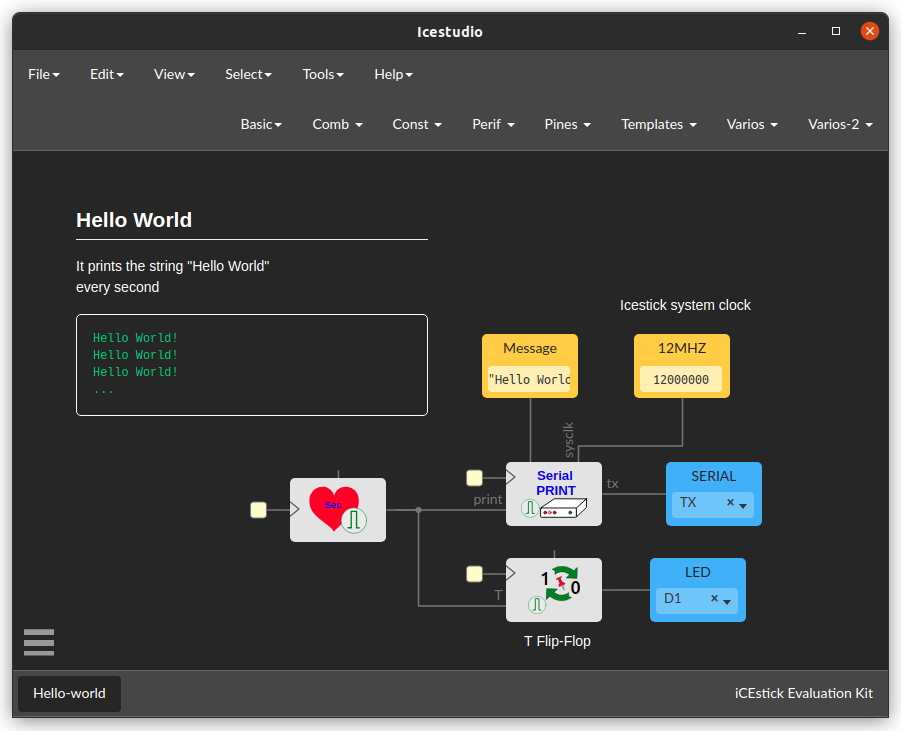 Icestudio
File Edit View Select Tools Help
Basic Comb Const Perif Pines Templates Varios Varios-2
Hello World
It prints the string "Hello World"
every second
Hello World!
Hello World!
Hello World!
...
Icestick system clock
Message
"Hello World
12MHZ
12000000
sysclk
Serial
PRINT
print
tx
SERIAL
TX
Sec
T
1 0
LED
D1
T Flip-Flop
Hello-world
iCEstick Evaluation Kit